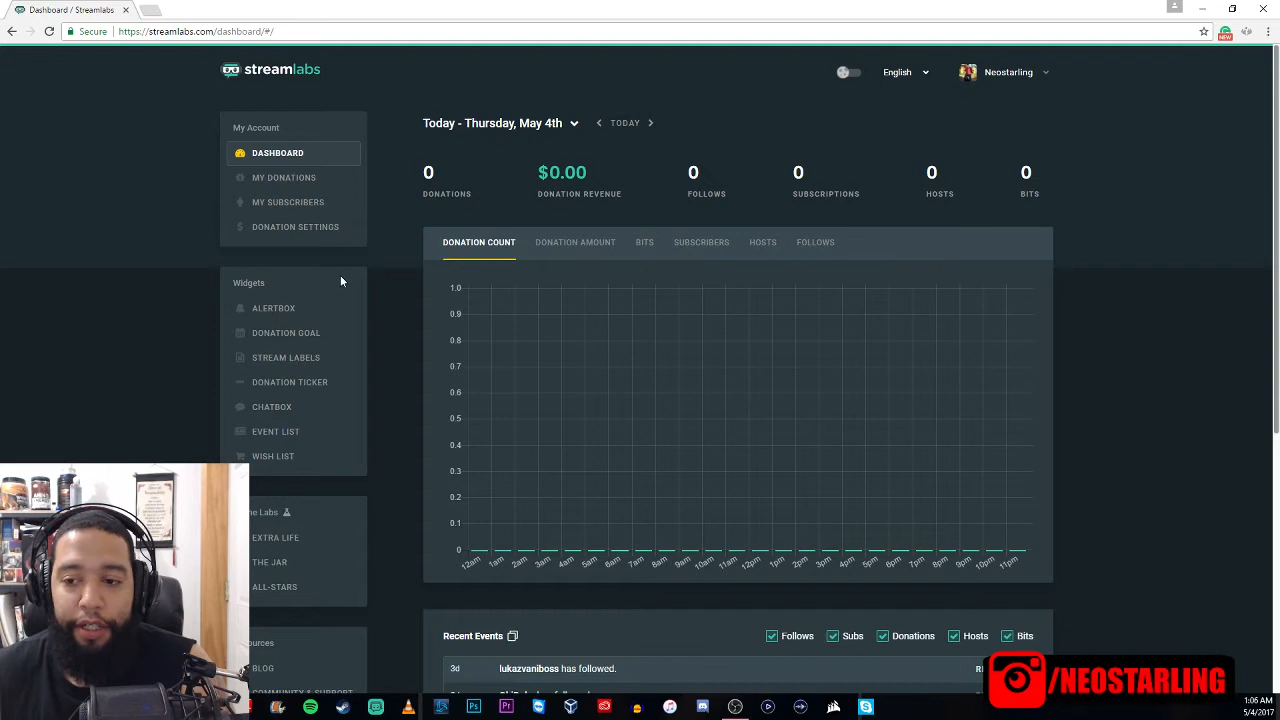 Dashboard / Streamlabs
Secure https://streamlabs.com/dashboard/#/
NEW
streamlabs
English
Neostarling
My Account
DASHBOARD
MY DONATIONS
MY SUBSCRIBERS
DONATION SETTINGS
Widgets
ALERTBOX
DONATION GOAL
STREAM LABELS
DONATION TICKER
CHATBOX
EVENT LIST
WISH LIST
Labs
EXTRA LIFE
THE JAR
ALL-STARS
BLOG
COMMUNITY & SUPPORT
Today - Thursday, May 4th
TODAY
0 $0.00 0 0 0 0
DONATIONS DONATION REVENUE FOLLOWS SUBSCRIPTIONS HOSTS BITS
DONATION COUNT DONATION AMOUNT BITS SUBSCRIBERS HOSTS FOLLOWS
1.0
0.9
0.8
0.7
0.6
0.5
0.4
0.3
0.2
0.1
0
12am 1am 2am 3am 4am 5am 6am 7am 8am 9am 10am 11am 12pm 1pm 2pm 3pm 4pm 5pm 6pm 7pm 8pm 9pm 10pm 11pm
Recent Events Follows Subs Donations Hosts Bits
3d lukazvaniboss has followed.
/NEOSTARLING
1:06 AM
5/4/2017